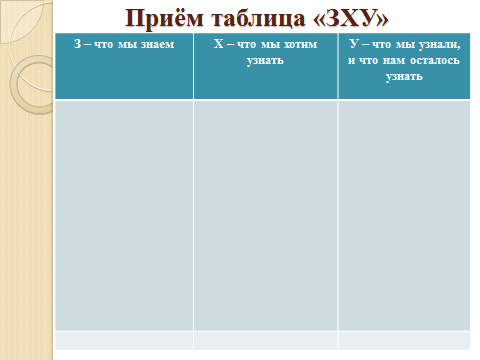 Приём таблица «ЗХУ»
З – что мы знаем
Х – что мы хотим
узнать
У – что мы узнали,
и что нам осталось
узнать